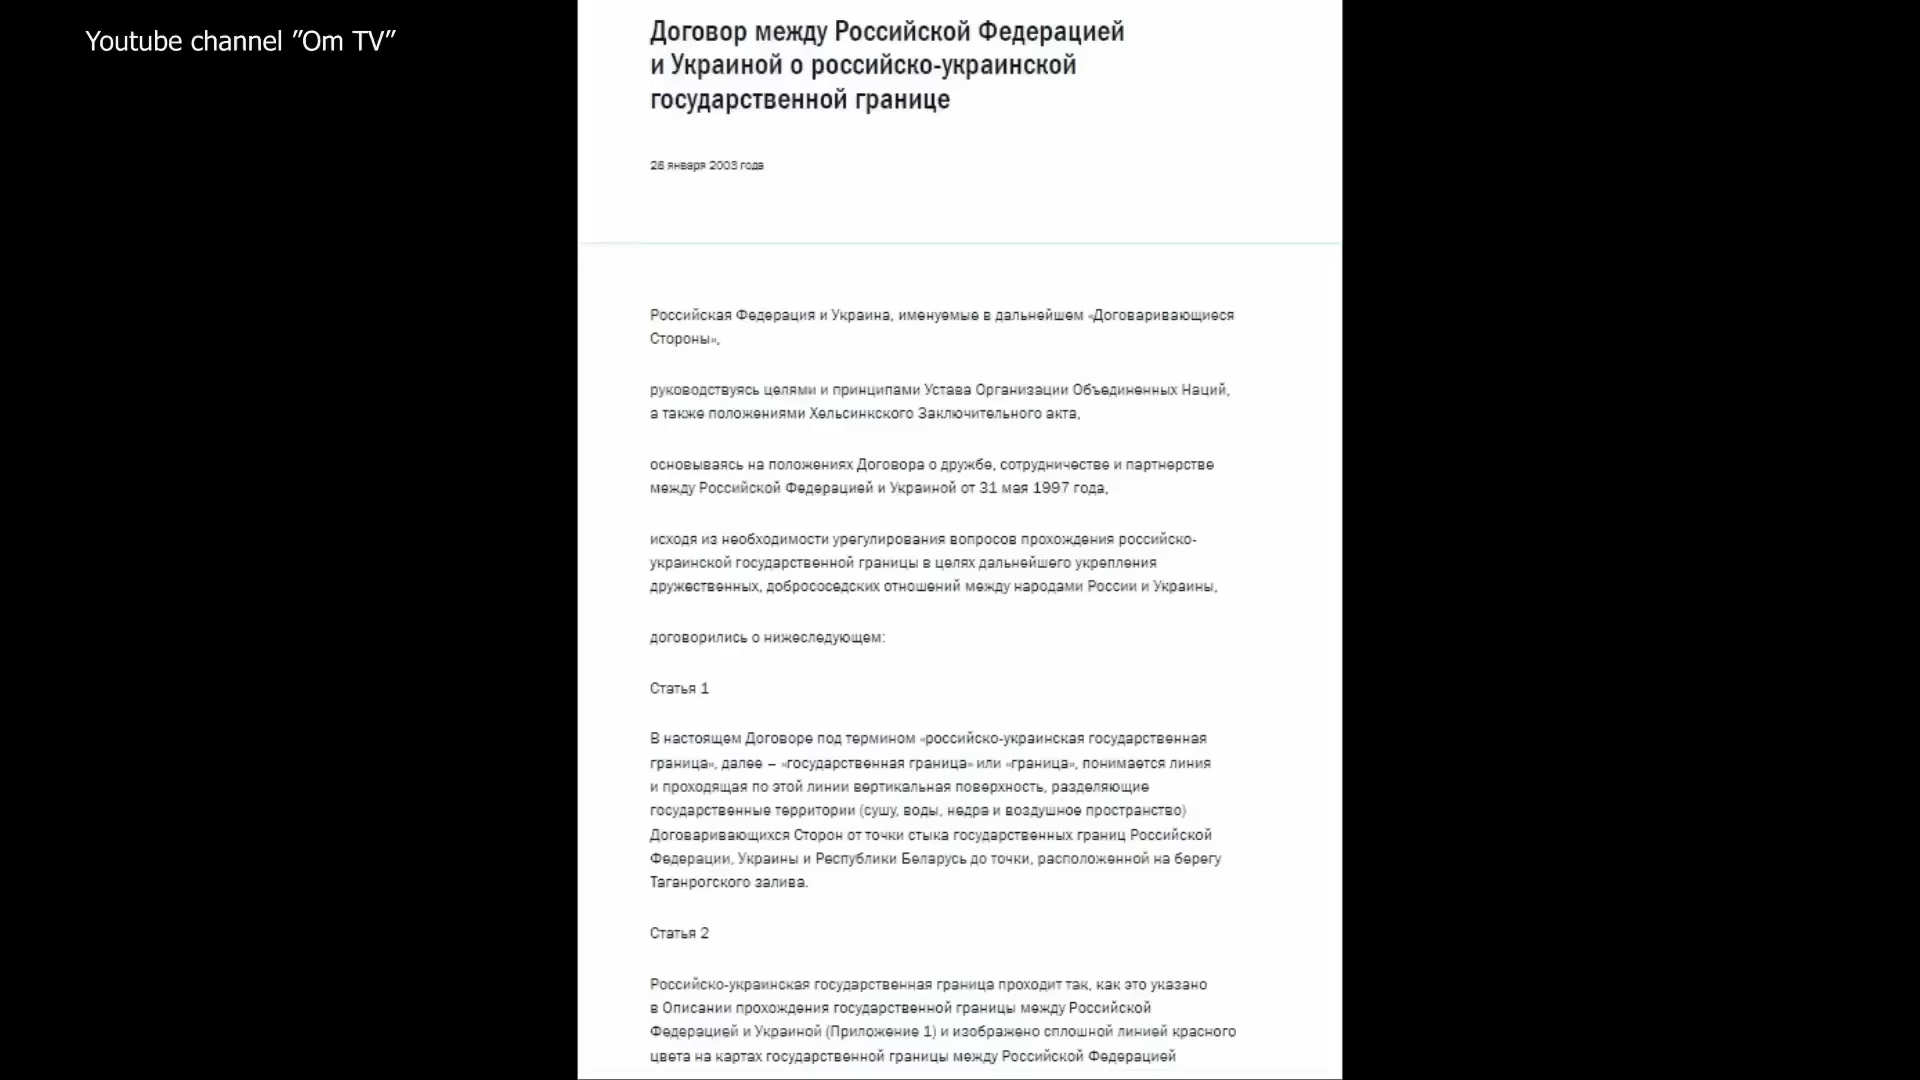 Youtube channel "Om TV"
Договор между Российской Федерацией
и Украиной о российско-украинской
государственной границе
28 января 2003 года
Российская Федерация и Украина, именуемые в дальнейшем «Договаривающиеся
Стороны»,
руководствуясь целями и принципами Устава Организации Объединенных Наций,
а также положениями Хельсинкского Заключительного акта,
основываясь на положениях Договора о дружбе, сотрудничестве и партнерстве
между Российской Федерацией и Украиной от 31 мая 1997 года,
исходя из необходимости урегулирования вопросов прохождения российско-
украинской государственной границы в целях дальнейшего укрепления
дружественных, добрососедских отношений между народами России и Украины,
договорились о нижеследующем:
Статья 1
В настоящем Договоре под термином «российско-украинская государственная
граница», далее – «государственная граница» или «граница», понимается линия
и проходящая по этой линии вертикальная поверхность, разделяющие
государственные территории (сушу, воды, недра и воздушное пространство)
Договаривающихся Сторон от точки стыка государственных границ Российской
Федерации, Украины и Республики Беларусь до точки, расположенной на берегу
Таганрогского залива.
Статья 2
Российско-украинская государственная граница проходит так, как это указано
в Описании прохождения государственной границы между Российской
Федерацией и Украиной (Приложение 1) и изображено сплошной линией красного
цвета на картах государственной границы между Российской Федерацией